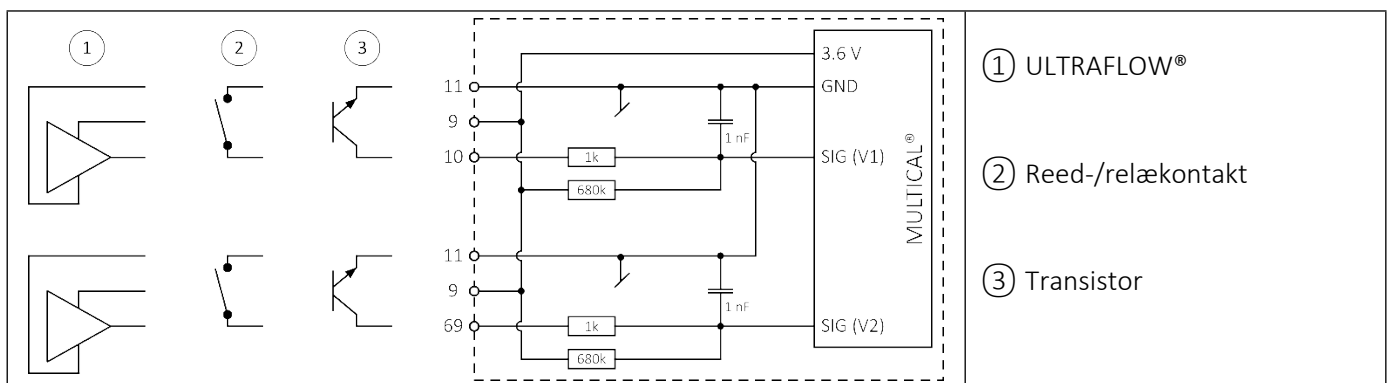 ① ② ③
3.6 V
11 GND
9
1 nF
10 1k SIG (V1)
680k
MULTICAL®
11
9
1 nF
69 1k SIG (V2)
680k
① ULTRAFLOW®
② Reed-/relækontakt
③ Transistor